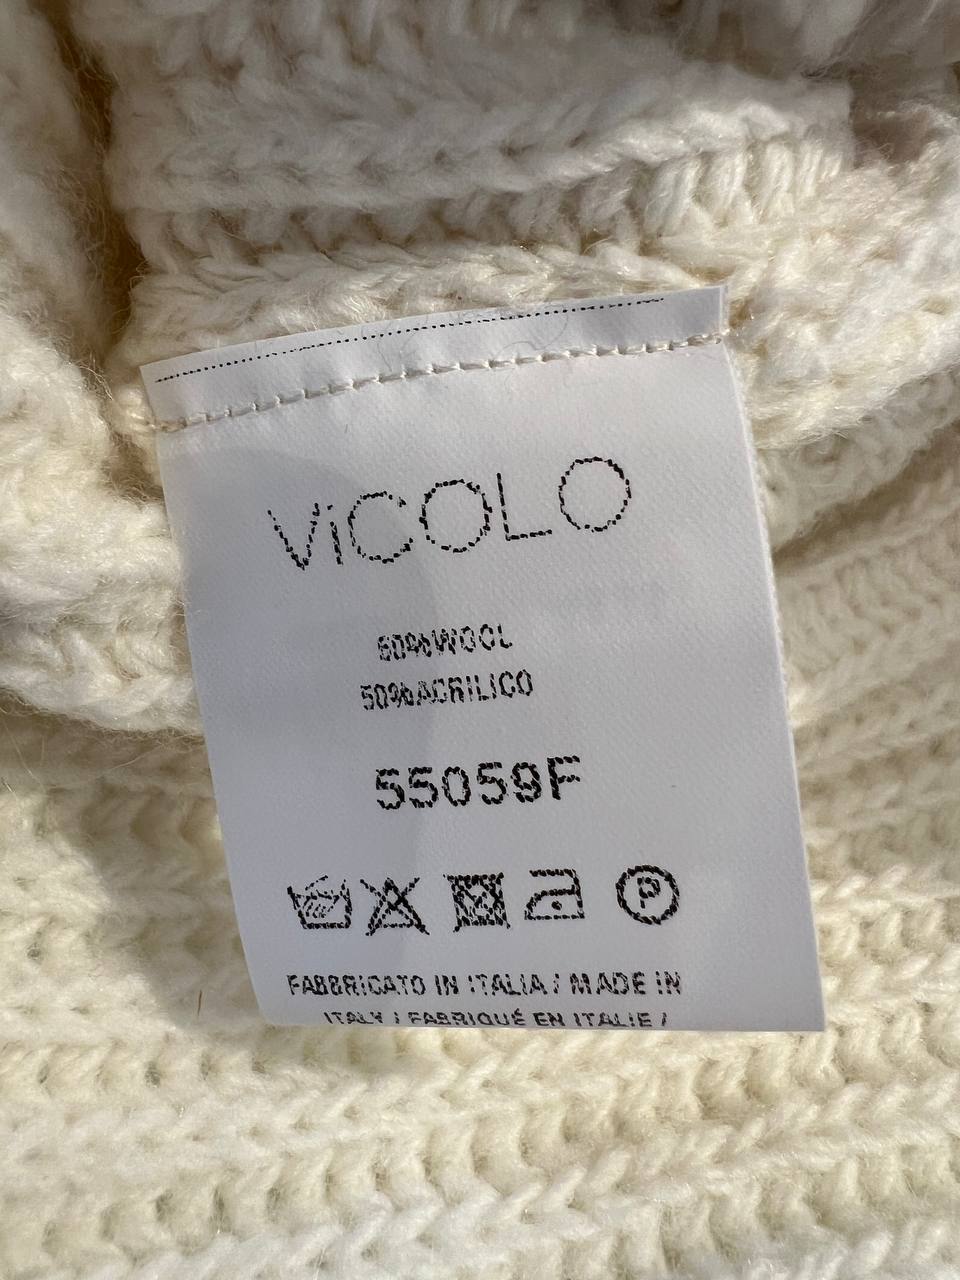 ViCOLO
50%WOOL
50%ACRILICO
55059F
P
FABBRICATO IN ITALIA / MADE IN
ITALY / FABRIQUÉ EN ITALIE /